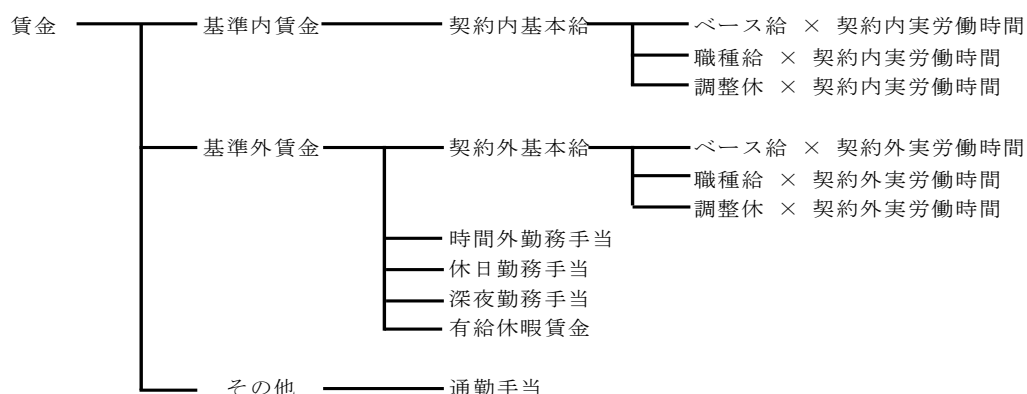 賃金 基準内賃金 契約内基本給 ベース給 × 契約内実労働時間
職種給 × 契約内実労働時間
調整休 × 契約内実労働時間
基準外賃金 契約外基本給 ベース給 × 契約外実労働時間
職種給 × 契約外実労働時間
調整休 × 契約外実労働時間
時間外勤務手当
休日勤務手当
深夜勤務手当
有給休暇賃金
その他 通勤手当